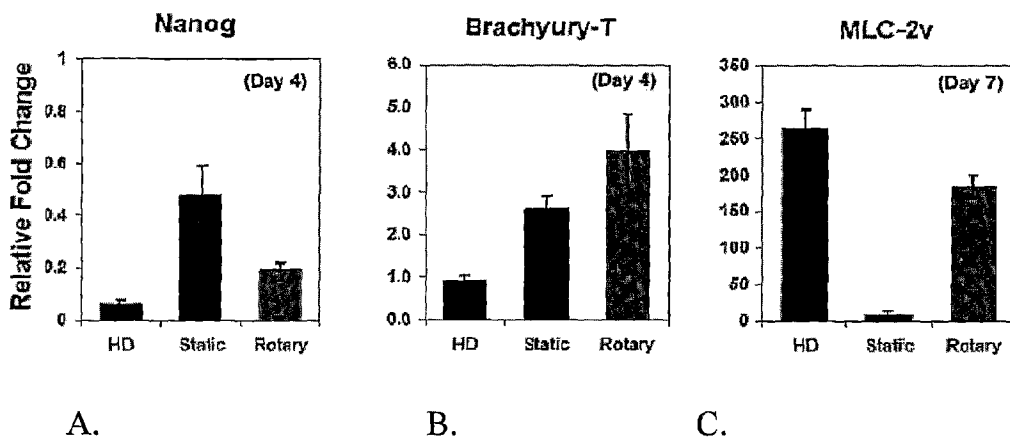 Nanog
Brachyury-T
MLC-2v
Relative Fold Change
1
0.8
0.6
0.4
0.2
0
(Day 4)
HD Static Rotary
6.0
5.0
4.0
3.0
2.0
1.0
0.0
(Day 4)
HD Static Rotary
350
300
250
200
150
100
50
0
(Day 7)
HD Static Rotary
A. B. C.